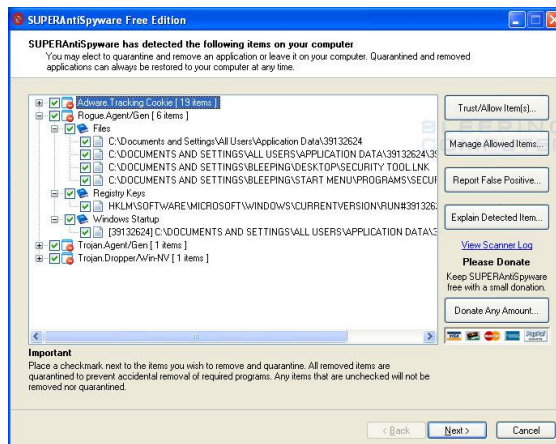 SUPERAntiSpyware Free Edition
SUPERAntiSpyware has detected the following items on your computer
You may elect to quarantine and remove an application or leave it on your computer. Quarantined and removed
applications can always be restored to your computer at any time.
Adware.Tracking Cookie [ 19 items ]
Rogue.Agent/Gen [ 6 items ]
Files
C:\Documents and Settings\All Users\Application Data\39132624
C:\DOCUMENTS AND SETTINGS\ALL USERS\APPLICATION DATA\39132624\39
C:\DOCUMENTS AND SETTINGS\BLEEPING\DESKTOP\SECURITY TOOL.LNK
C:\DOCUMENTS AND SETTINGS\BLEEPING\START MENU\PROGRAMS\SECUR
Registry Keys
HKLM\SOFTWARE\MICROSOFT\WINDOWS\CURRENTVERSION\RUN#391326
Windows Startup
[39132624] C:\DOCUMENTS AND SETTINGS\ALL USERS\APPLICATION DATA\3
Trojan.Agent/Gen [ 1 items ]
Trojan.Dropper/Win-NV [ 1 items ]
Trust/Allow Item(s)...
BLEEPING
Manage Allowed Items...
Report False Positive...
Explain Detected Item...
View Scanner Log
Please Donate
Keep SUPERAntiSpyware
free with a small donation.
Donate Any Amount...
VISA
PayPal
Important
Place a checkmark next to the items you wish to remove and quarantine. All removed items are
quarantined to prevent accidental removal of required programs. Any items that are unchecked will not be
removed nor quarantined.
< Back
Next >
Cancel